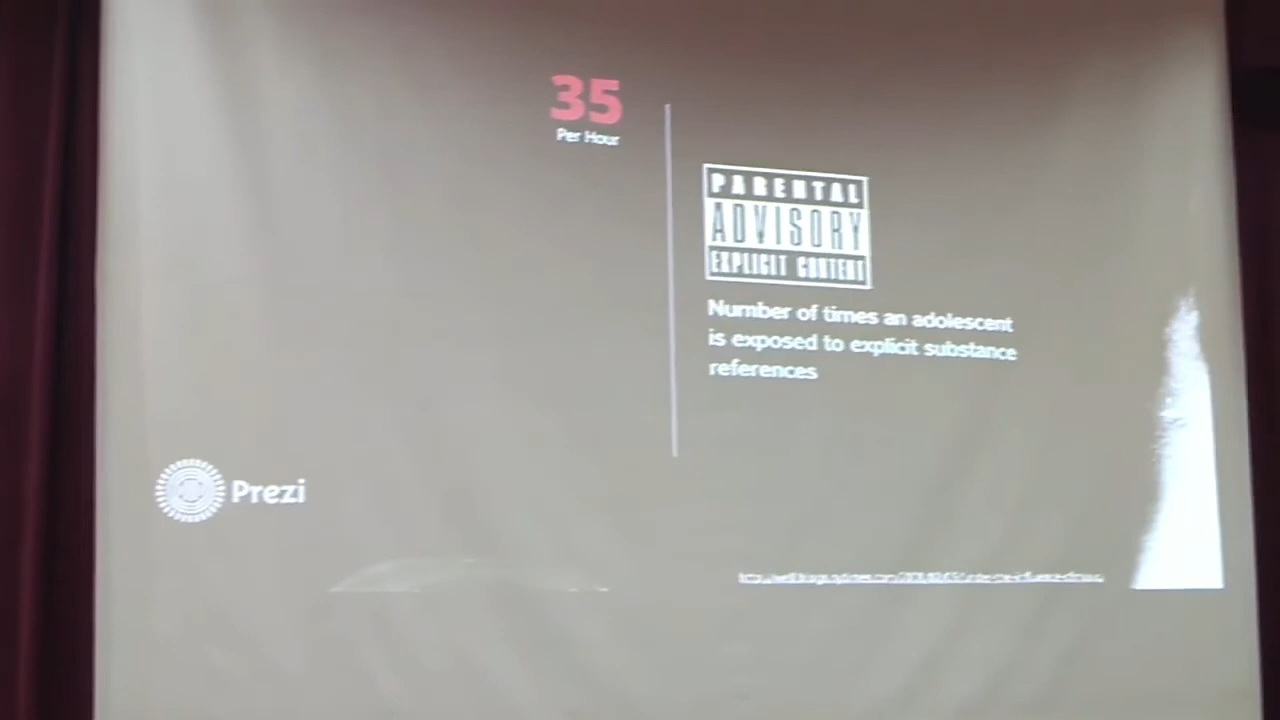 35
Per Hour
PARENTAL
ADVISORY
EXPLICIT CONTENT
Number of times an adolescent
is exposed to explicit substance
references
Prezi